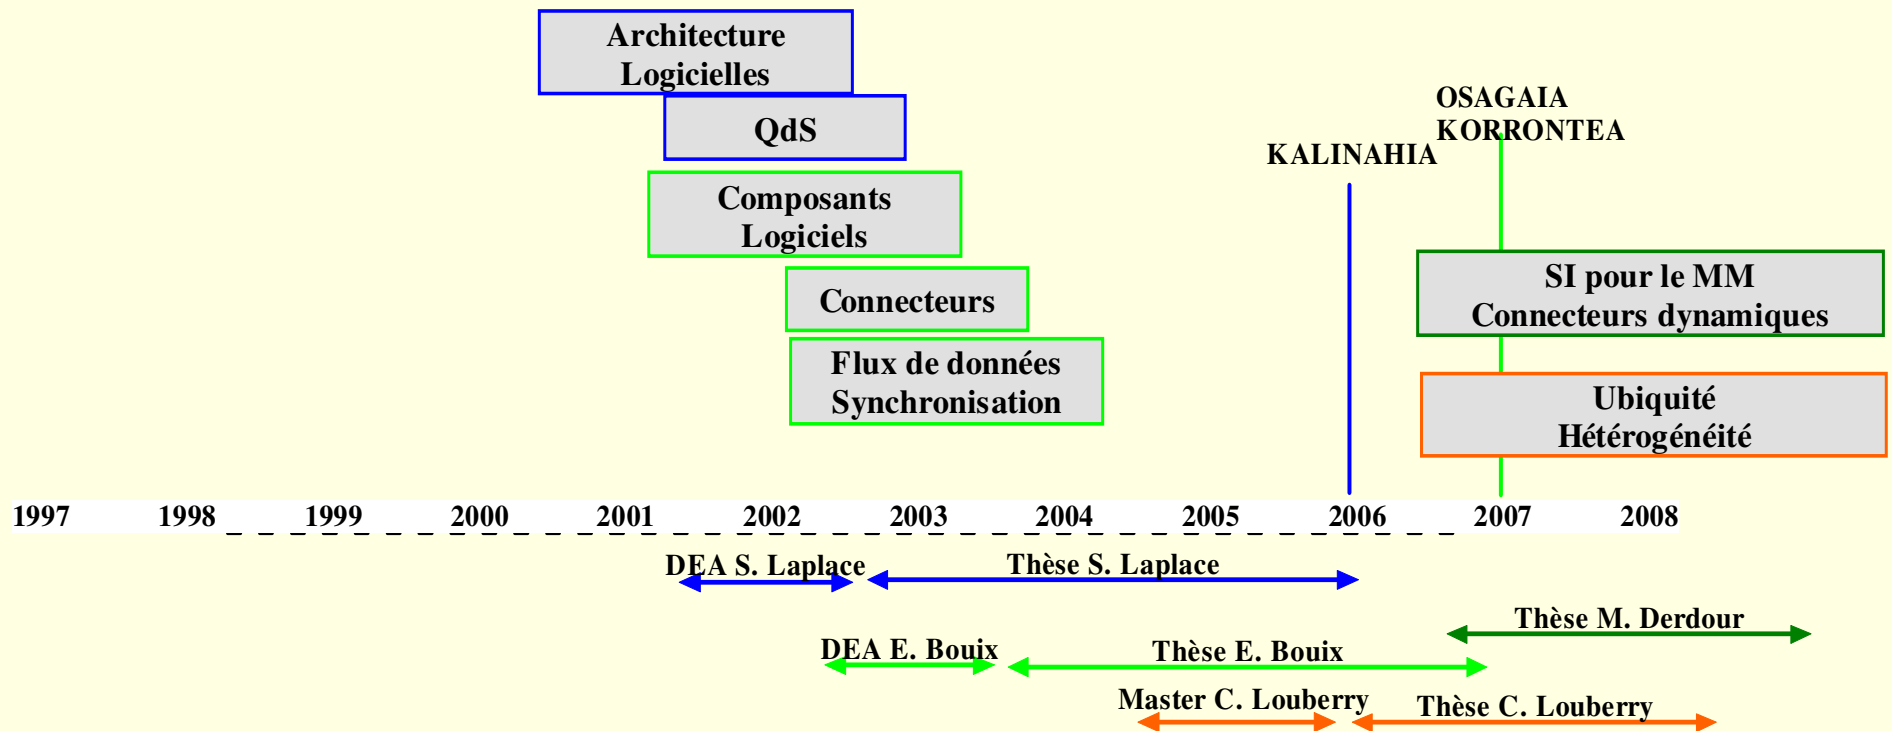 Architecture
Logicielles
QdS
Composants
Logiciels
Connecteurs
Flux de données
Synchronisation
KALINAHIA
OSAGAIA
KORRONTEA
SI pour le MM
Connecteurs dynamiques
Ubiquité
Hétérogénéité
1997 1998 1999 2000 2001 2002 2003 2004 2005 2006 2007 2008
DEA S. Laplace
Thèse S. Laplace
Thèse M. Derdour
DEA E. Bouix
Thèse E. Bouix
Master C. Louberry
Thèse C. Louberry